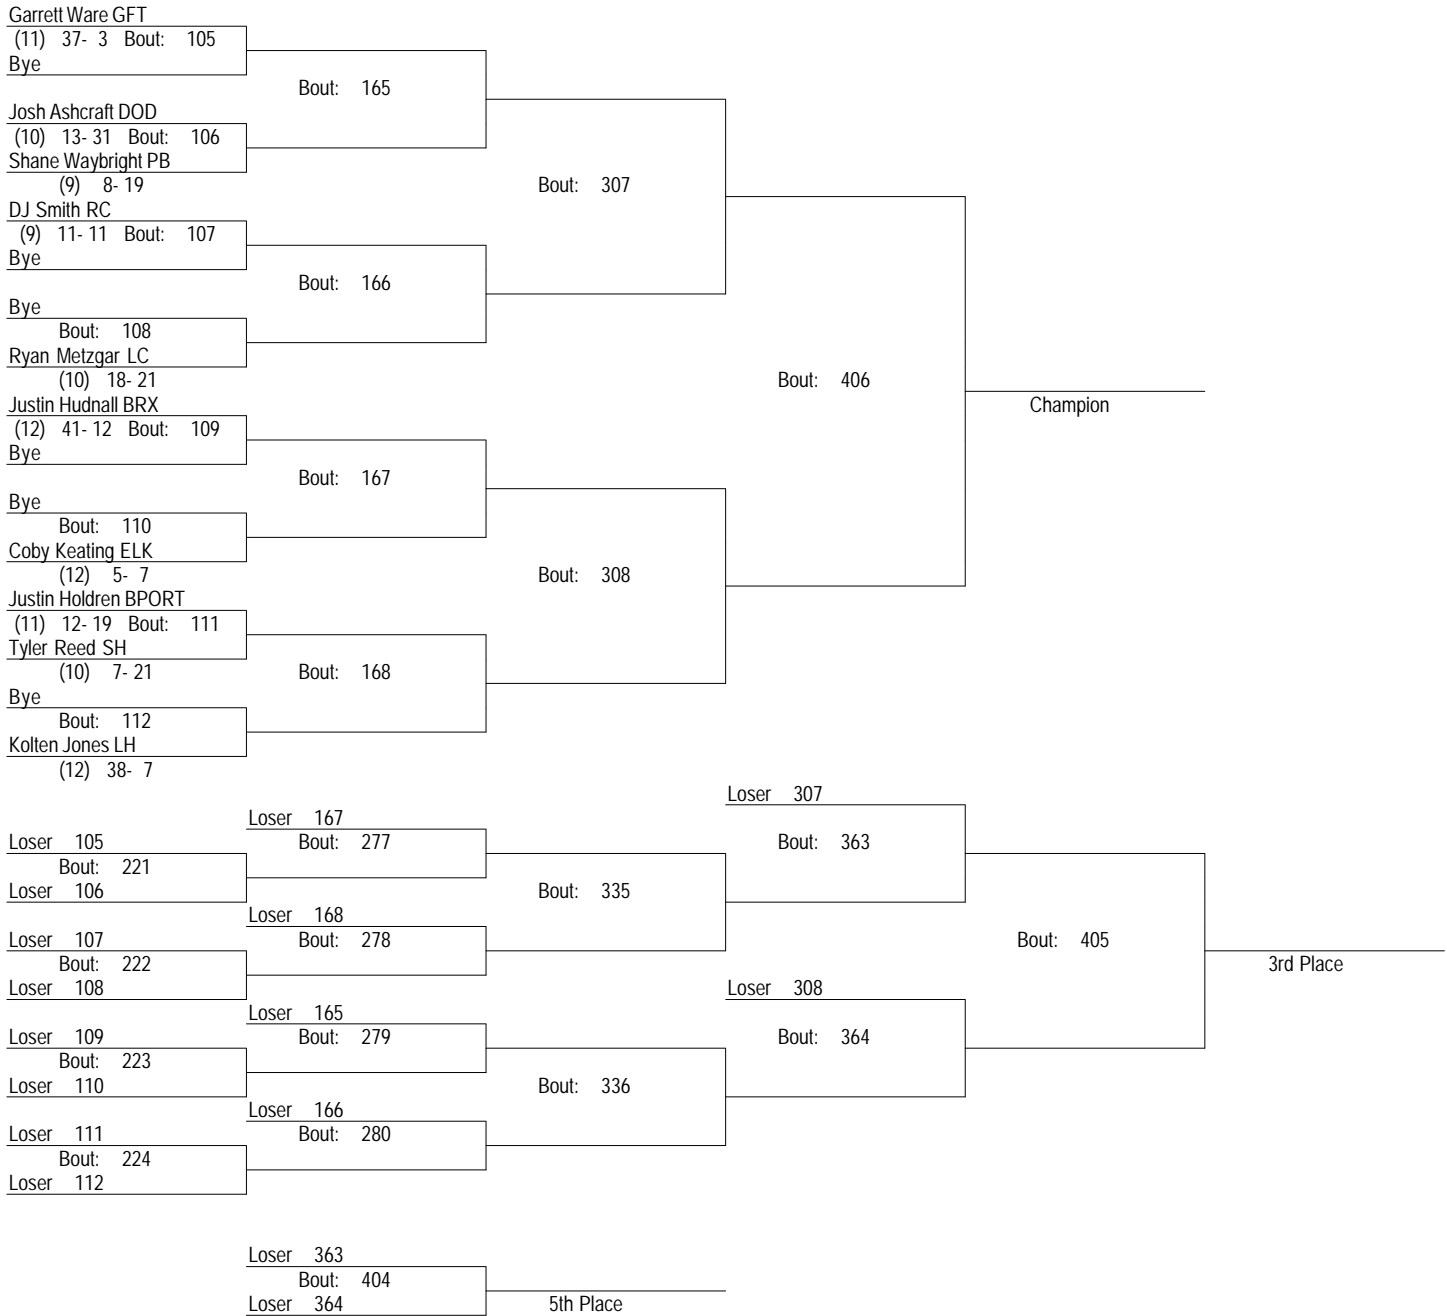 Garrett Ware GFT
(11) 37- 3 Bout: 105
Bye
Bout: 165
Josh Ashcraft DOD
(10) 13- 31 Bout: 106
Shane Waybright PB
(9) 8- 19
Bout: 307
DJ Smith RC
(9) 11- 11 Bout: 107
Bye
Bout: 166
Bye
Bout: 108
Ryan Metzgar LC
(10) 18- 21
Bout: 406
Champion
Justin Hudnall BRX
(12) 41- 12 Bout: 109
Bye
Bout: 167
Bye
Bout: 110
Coby Keating ELK
(12) 5- 7
Bout: 308
Justin Holdren BPORT
(11) 12- 19 Bout: 111
Tyler Reed SH
(10) 7- 21
Bout: 168
Bye
Bout: 112
Kolten Jones LH
(12) 38- 7
Loser 307
Loser 167
Loser 105
Bout: 277
Bout: 363
Bout: 221
Loser 106
Bout: 335
Loser 168
Loser 107
Bout: 278
Bout: 405
Bout: 222
3rd Place
Loser 108
Loser 308
Loser 165
Loser 109
Bout: 279
Bout: 364
Bout: 223
Loser 110
Bout: 336
Loser 166
Loser 111
Bout: 280
Bout: 224
Loser 112
Loser 363
Bout: 404
Loser 364
5th Place